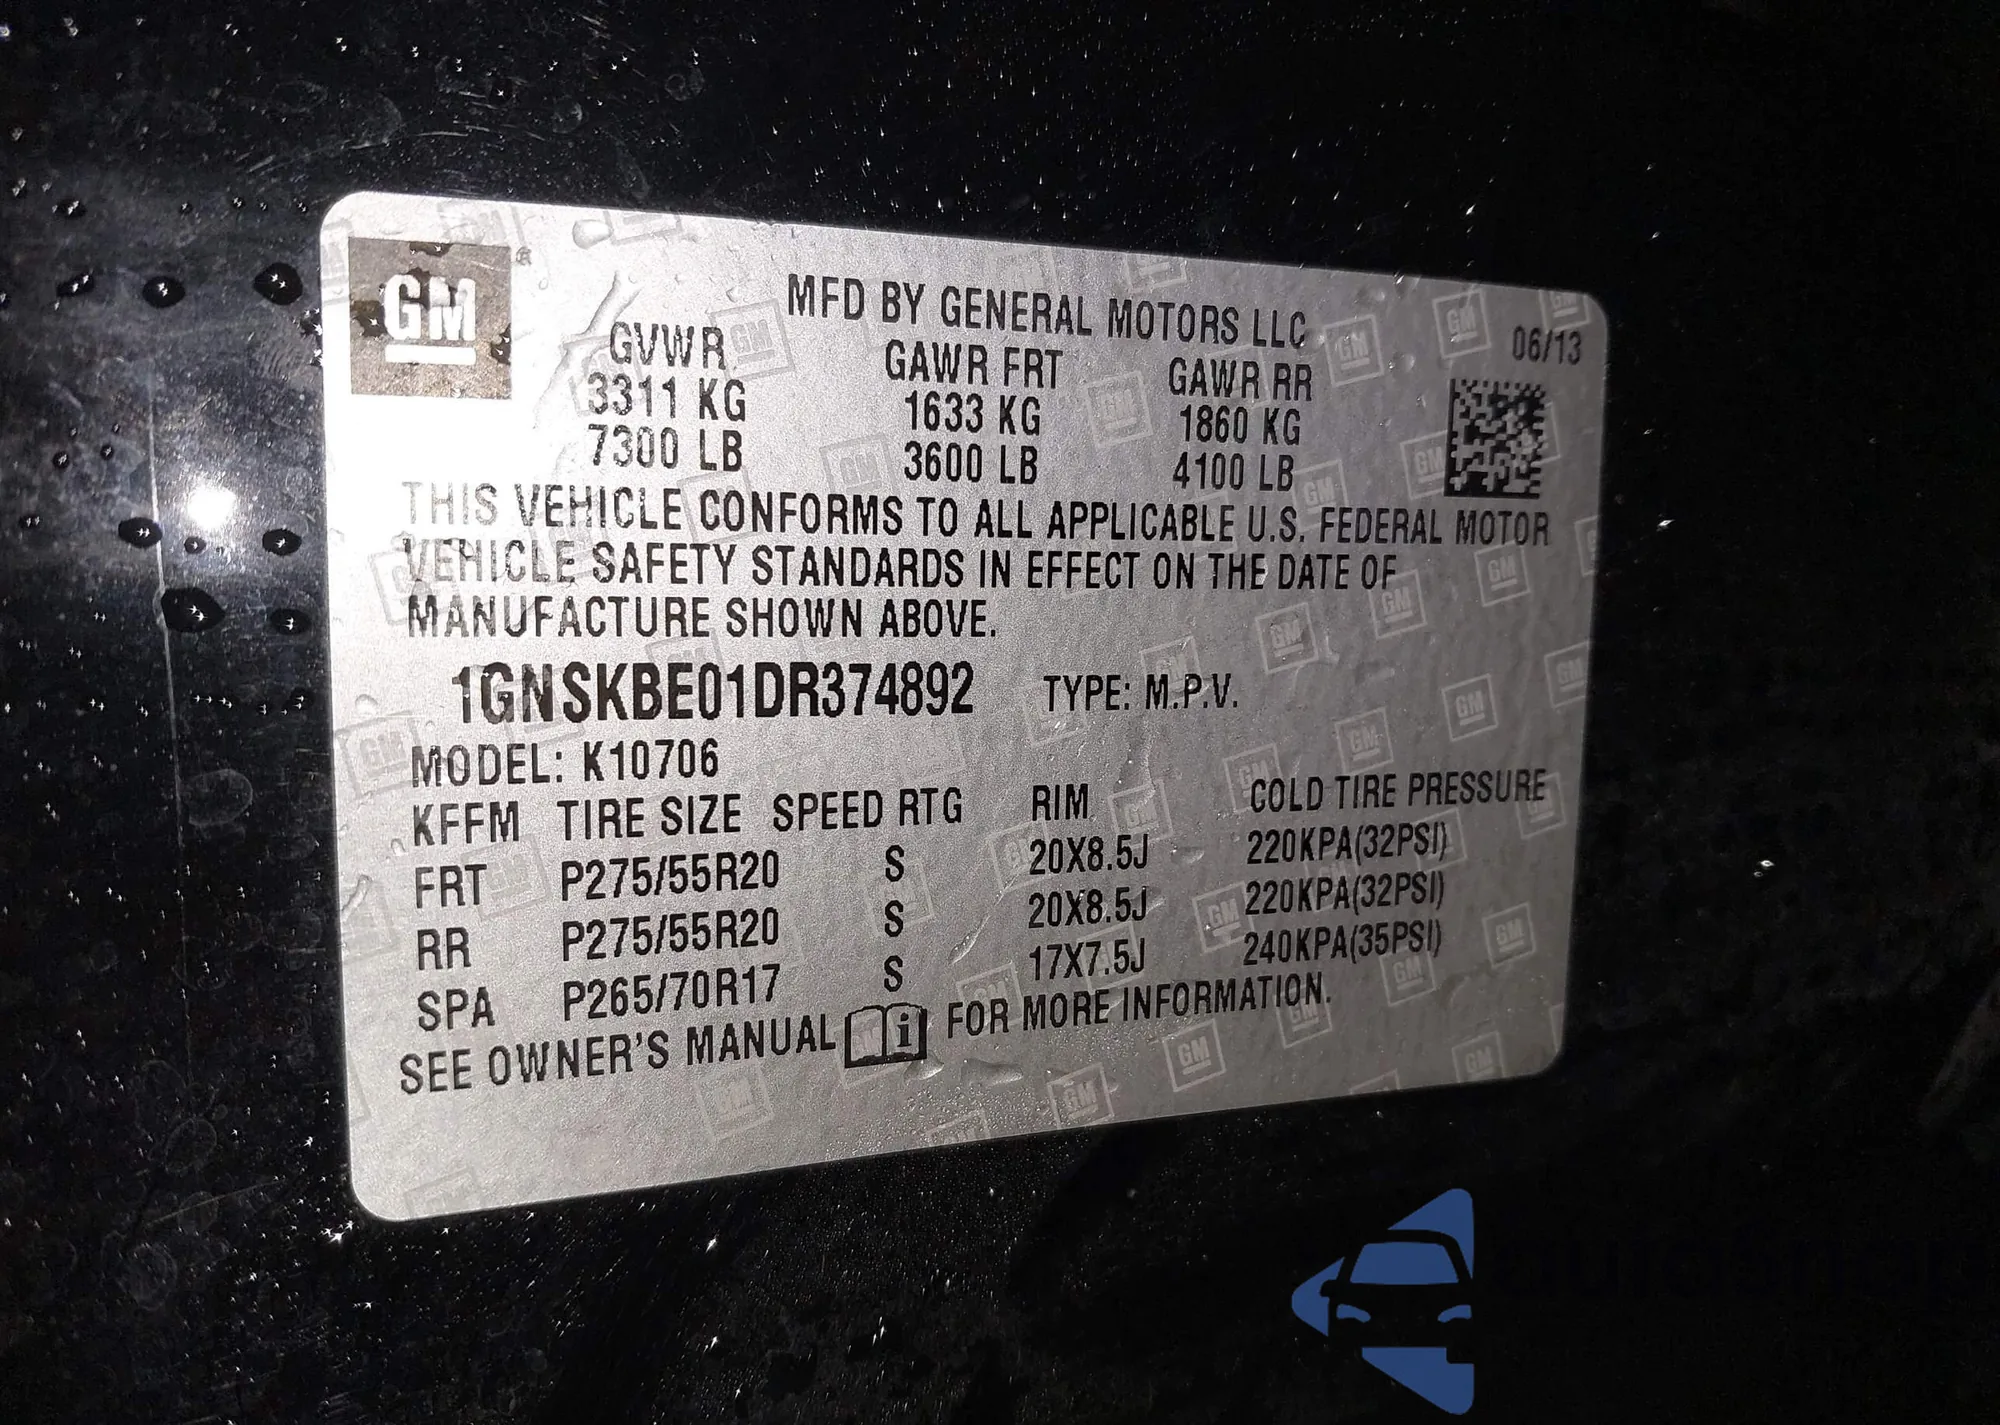 GM
MFD BY GENERAL MOTORS LLC
06/13
GVWR GAWR FRT GAWR RR
3311 KG 1633 KG 1860 KG
7300 LB 3600 LB 4100 LB
THIS VEHICLE CONFORMS TO ALL APPLICABLE U.S. FEDERAL MOTOR
VEHICLE SAFETY STANDARDS IN EFFECT ON THE DATE OF
MANUFACTURE SHOWN ABOVE.
1GNSKBE01DR374892 TYPE: M.P.V.
MODEL: K10706
KFFM TIRE SIZE SPEED RTG RIM COLD TIRE PRESSURE
FRT P275/55R20 S 20X8.5J 220KPA(32PSI)
RR P275/55R20 S 20X8.5J 220KPA(32PSI)
SPA P265/70R17 S 17X7.5J 240KPA(35PSI)
SEE OWNER'S MANUAL i FOR MORE INFORMATION.